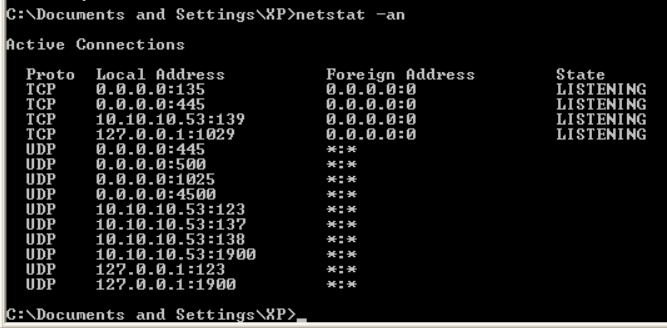 C:\Documents and Settings\XP>netstat -an
Active Connections
Proto  Local Address          Foreign Address        State
TCP    0.0.0.0:135            0.0.0.0:0              LISTENING
TCP    0.0.0.0:445            0.0.0.0:0              LISTENING
TCP    10.10.10.53:139        0.0.0.0:0              LISTENING
TCP    127.0.0.1:1029         0.0.0.0:0              LISTENING
UDP    0.0.0.0:445            *:*
UDP    0.0.0.0:500            *:*
UDP    0.0.0.0:1025           *:*
UDP    0.0.0.0:4500           *:*
UDP    10.10.10.53:123        *:*
UDP    10.10.10.53:137        *:*
UDP    10.10.10.53:138        *:*
UDP    10.10.10.53:1900       *:*
UDP    127.0.0.1:123          *:*
UDP    127.0.0.1:1900         *:*
C:\Documents and Settings\XP>_